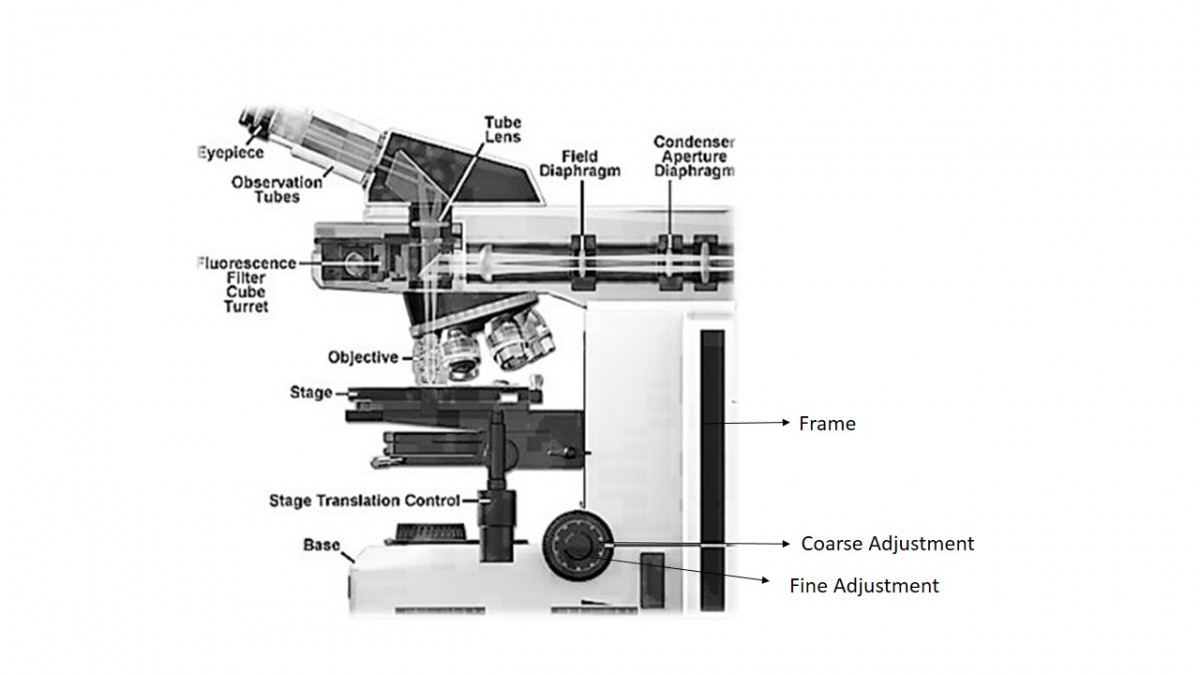 Tube
Lens
Eyepiece
Observation
Tubes
Field
Diaphragm
Condenser
Aperture
Diaphragm
Fluorescence
Filter
Cube
Turret
Objective
Stage
Frame
Stage Translation Control
Base
Coarse Adjustment
Fine Adjustment